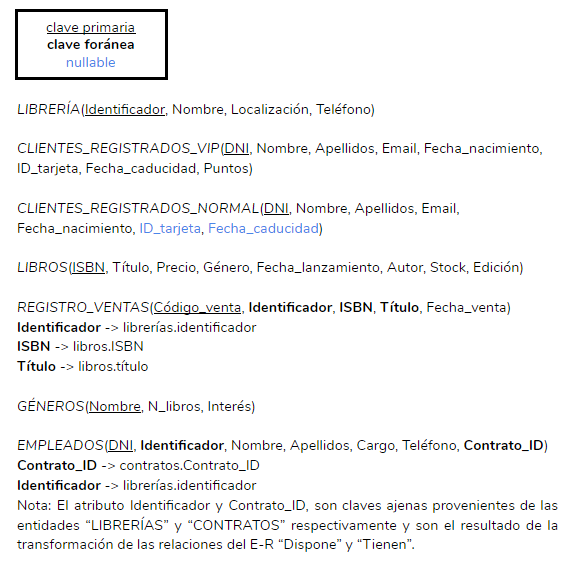 clave primaria
clave foránea
nullable
LIBRERÍA(Identificador, Nombre, Localización, Teléfono)
CLIENTES_REGISTRADOS_VIP(DNI, Nombre, Apellidos, Email, Fecha_nacimiento,
ID_tarjeta, Fecha_caducidad, Puntos)
CLIENTES_REGISTRADOS_NORMAL(DNI, Nombre, Apellidos, Email,
Fecha_nacimiento, ID_tarjeta, Fecha_caducidad)
LIBROS(ISBN, Título, Precio, Género, Fecha_lanzamiento, Autor, Stock, Edición)
REGISTRO_VENTAS(Código_venta, Identificador, ISBN, Título, Fecha_venta)
Identificador -> librerías.identificador
ISBN -> libros.ISBN
Título -> libros.título
GÉNEROS(Nombre, N_libros, Interés)
EMPLEADOS(DNI, Identificador, Nombre, Apellidos, Cargo, Teléfono, Contrato_ID)
Contrato_ID -> contratos.Contrato_ID
Identificador -> librerías.identificador
Nota: El atributo Identificador y Contrato_ID, son claves ajenas provenientes de las
entidades “LIBRERÍAS” y “CONTRATOS” respectivamente y son el resultado de la
transformación de las relaciones del E-R “Dispone” y “Tienen”.